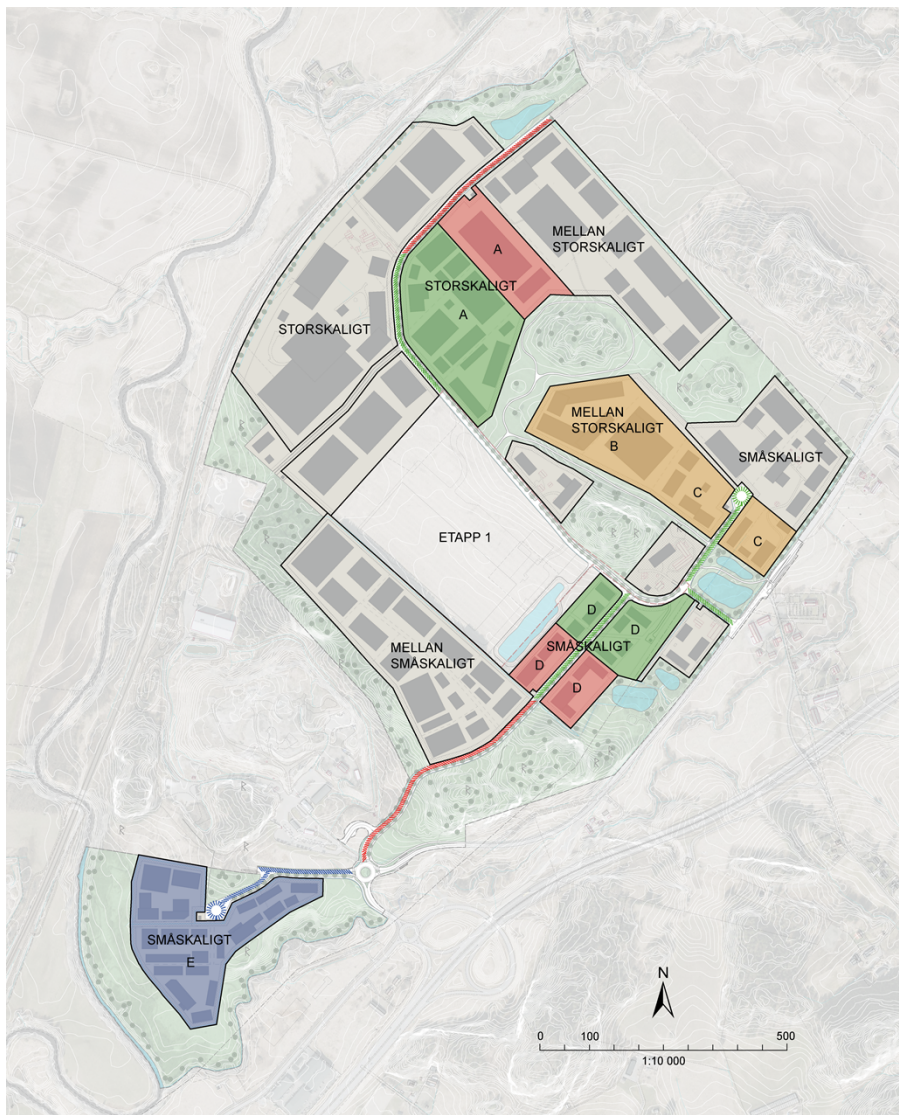 A
MELLAN
STORSKALIGT
STORSKALIGT
A
STORSKALIGT
MELLAN
STORSKALIGT
B
SMÅSKALIGT
C
C
ETAPP 1
D
D
SMÅSKALIGT
D
D
MELLAN
SMÅSKALIGT
SMÅSKALIGT
E
N
0 100 500
1:10 000